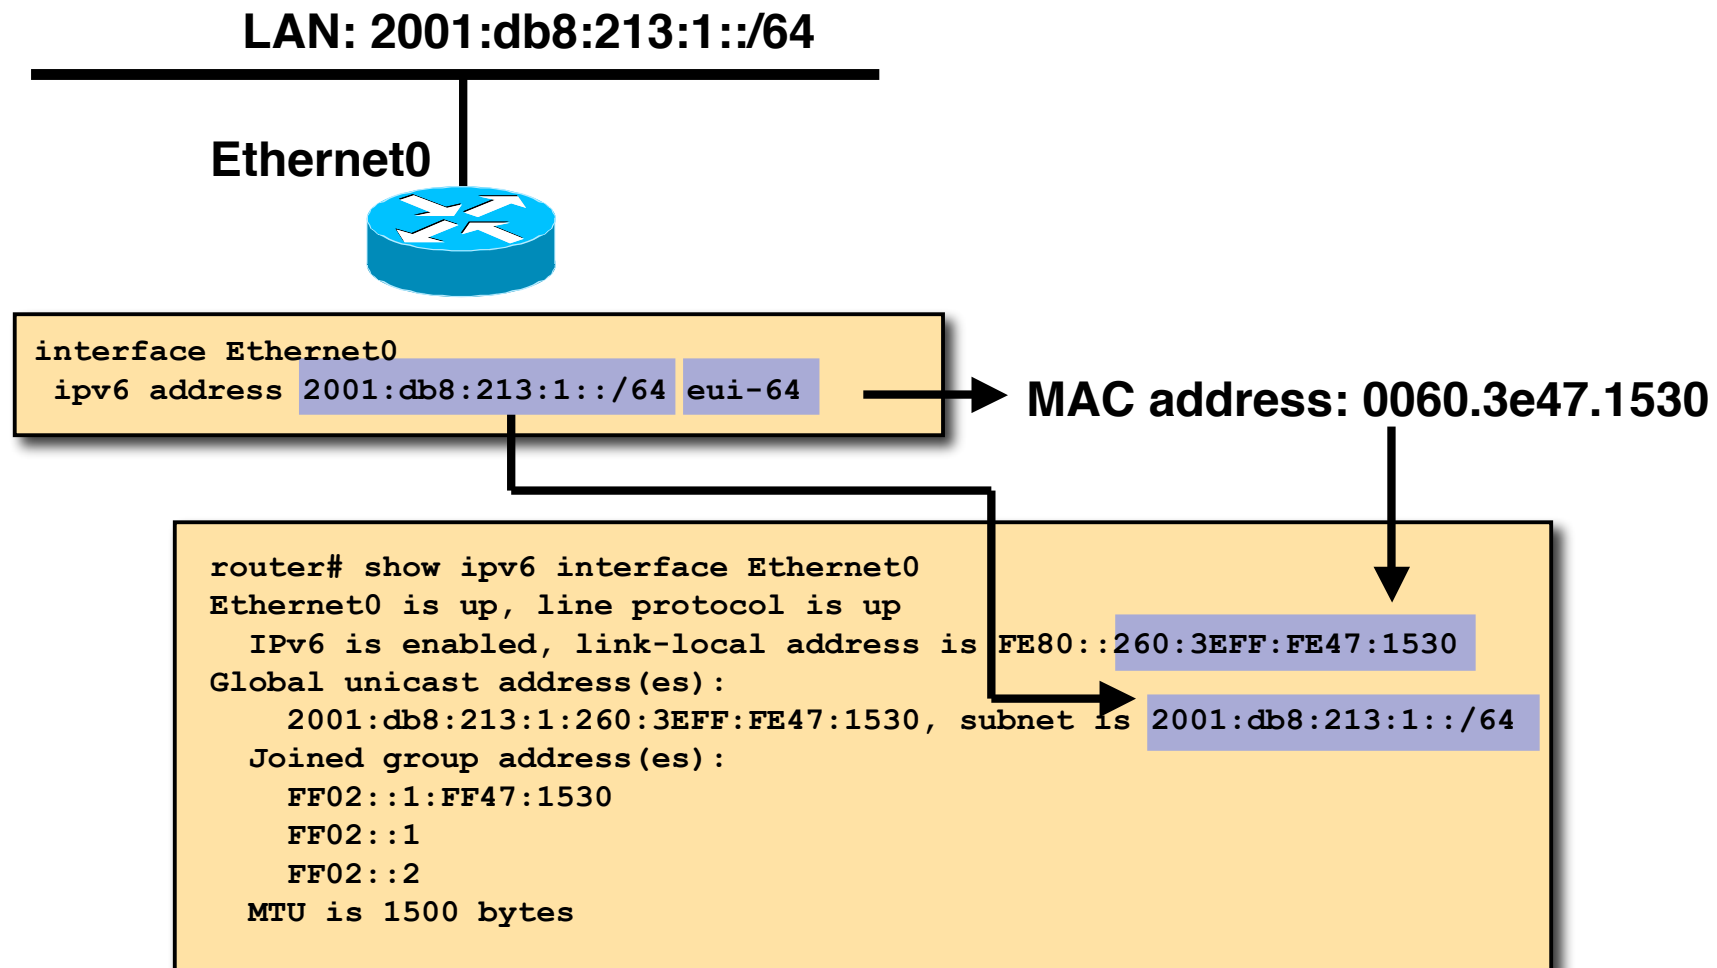 LAN: 2001:db8:213:1::/64
Ethernet0
interface Ethernet0
ipv6 address 2001:db8:213:1::/64 eui-64
MAC address: 0060.3e47.1530
router# show ipv6 interface Ethernet0
Ethernet0 is up, line protocol is up
IPv6 is enabled, link-local address is FE80::260:3EFF:FE47:1530
Global unicast address(es):
2001:db8:213:1:260:3EFF:FE47:1530, subnet is 2001:db8:213:1::/64
Joined group address(es):
FF02::1:FF47:1530
FF02::1
FF02::2
MTU is 1500 bytes